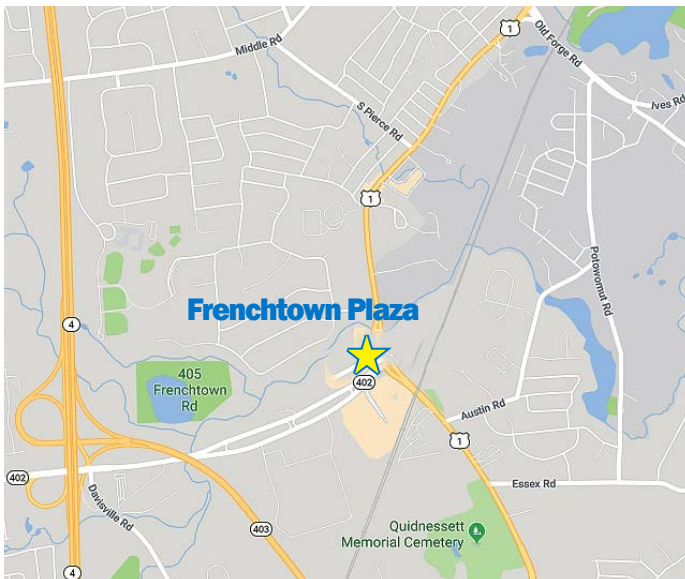 1
Old Forge Rd
Middle Rd
Ives Rd
S Pierce Rd
1
Potowomut Rd
Frenchtown Plaza
4
405
Frenchtown
Rd
402
Austin Rd
1
402
Essex Rd
Davisville Rd
403
Quidnessett
Memorial Cemetery
4